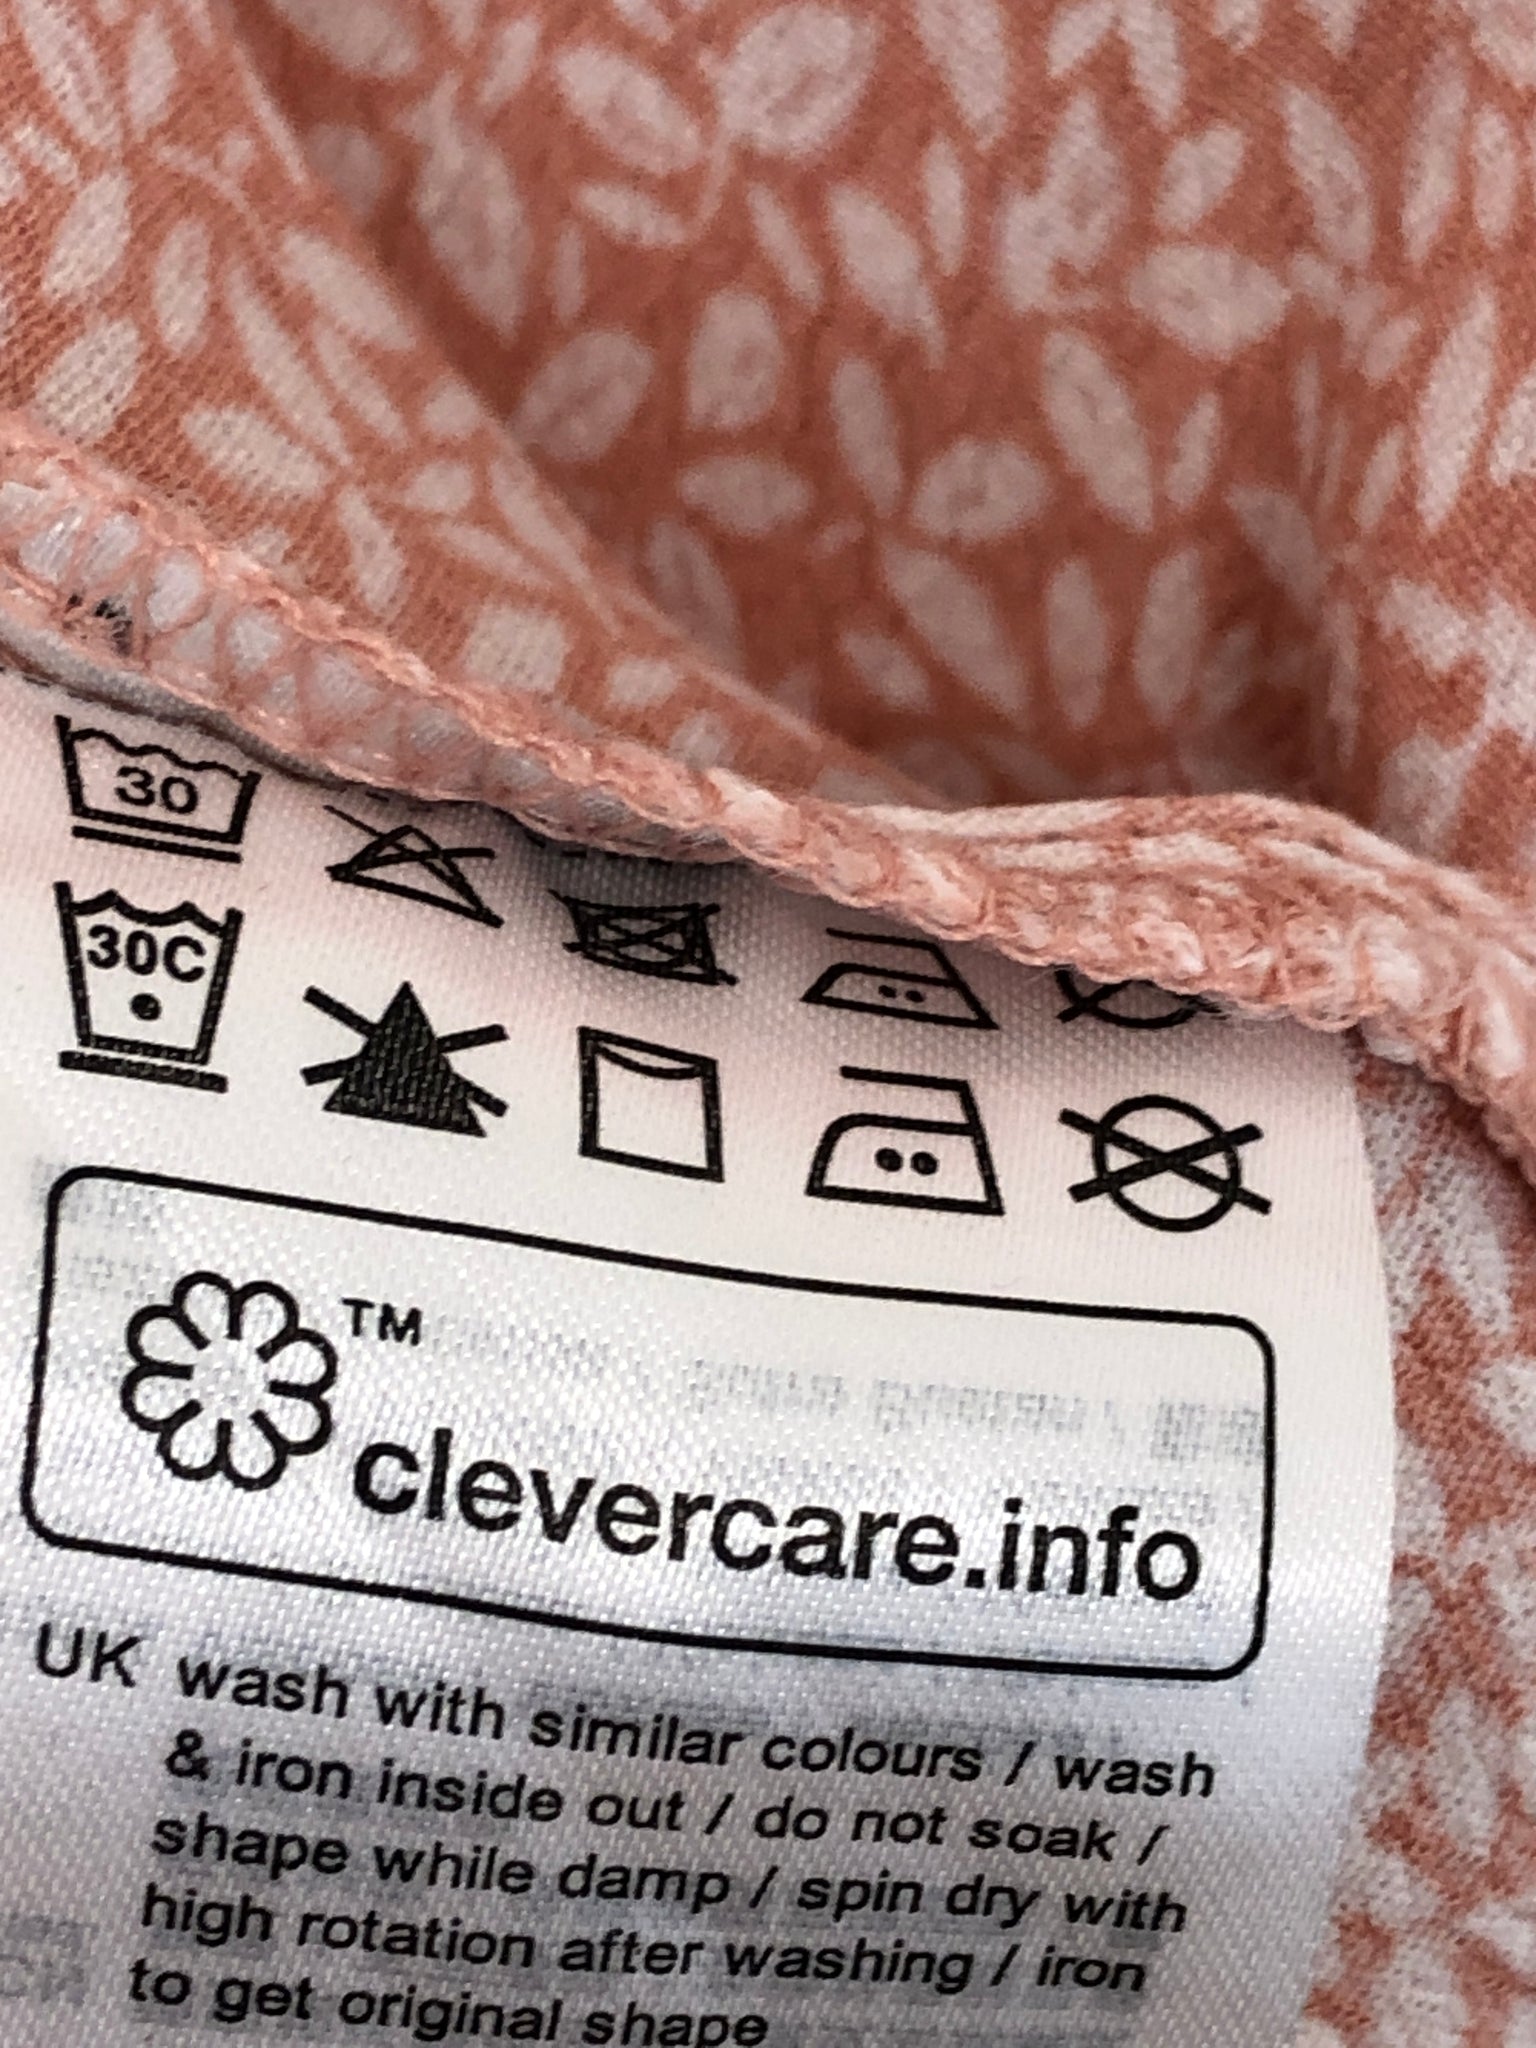 30
30C
TM
clevercare.info
UK wash with similar colours / wash
& iron inside out / do not soak /
shape while damp / spin dry with
high rotation after washing / iron
to get original shape